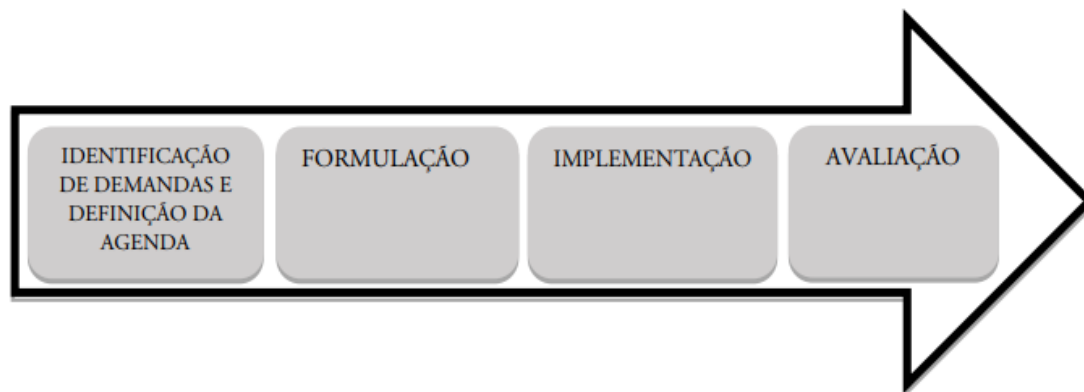 IDENTIFICAÇÃO
DE DEMANDAS E
DEFINIÇÃO DA
AGENDA
FORMULAÇÃO
IMPLEMENTAÇÃO
AVALIAÇÃO